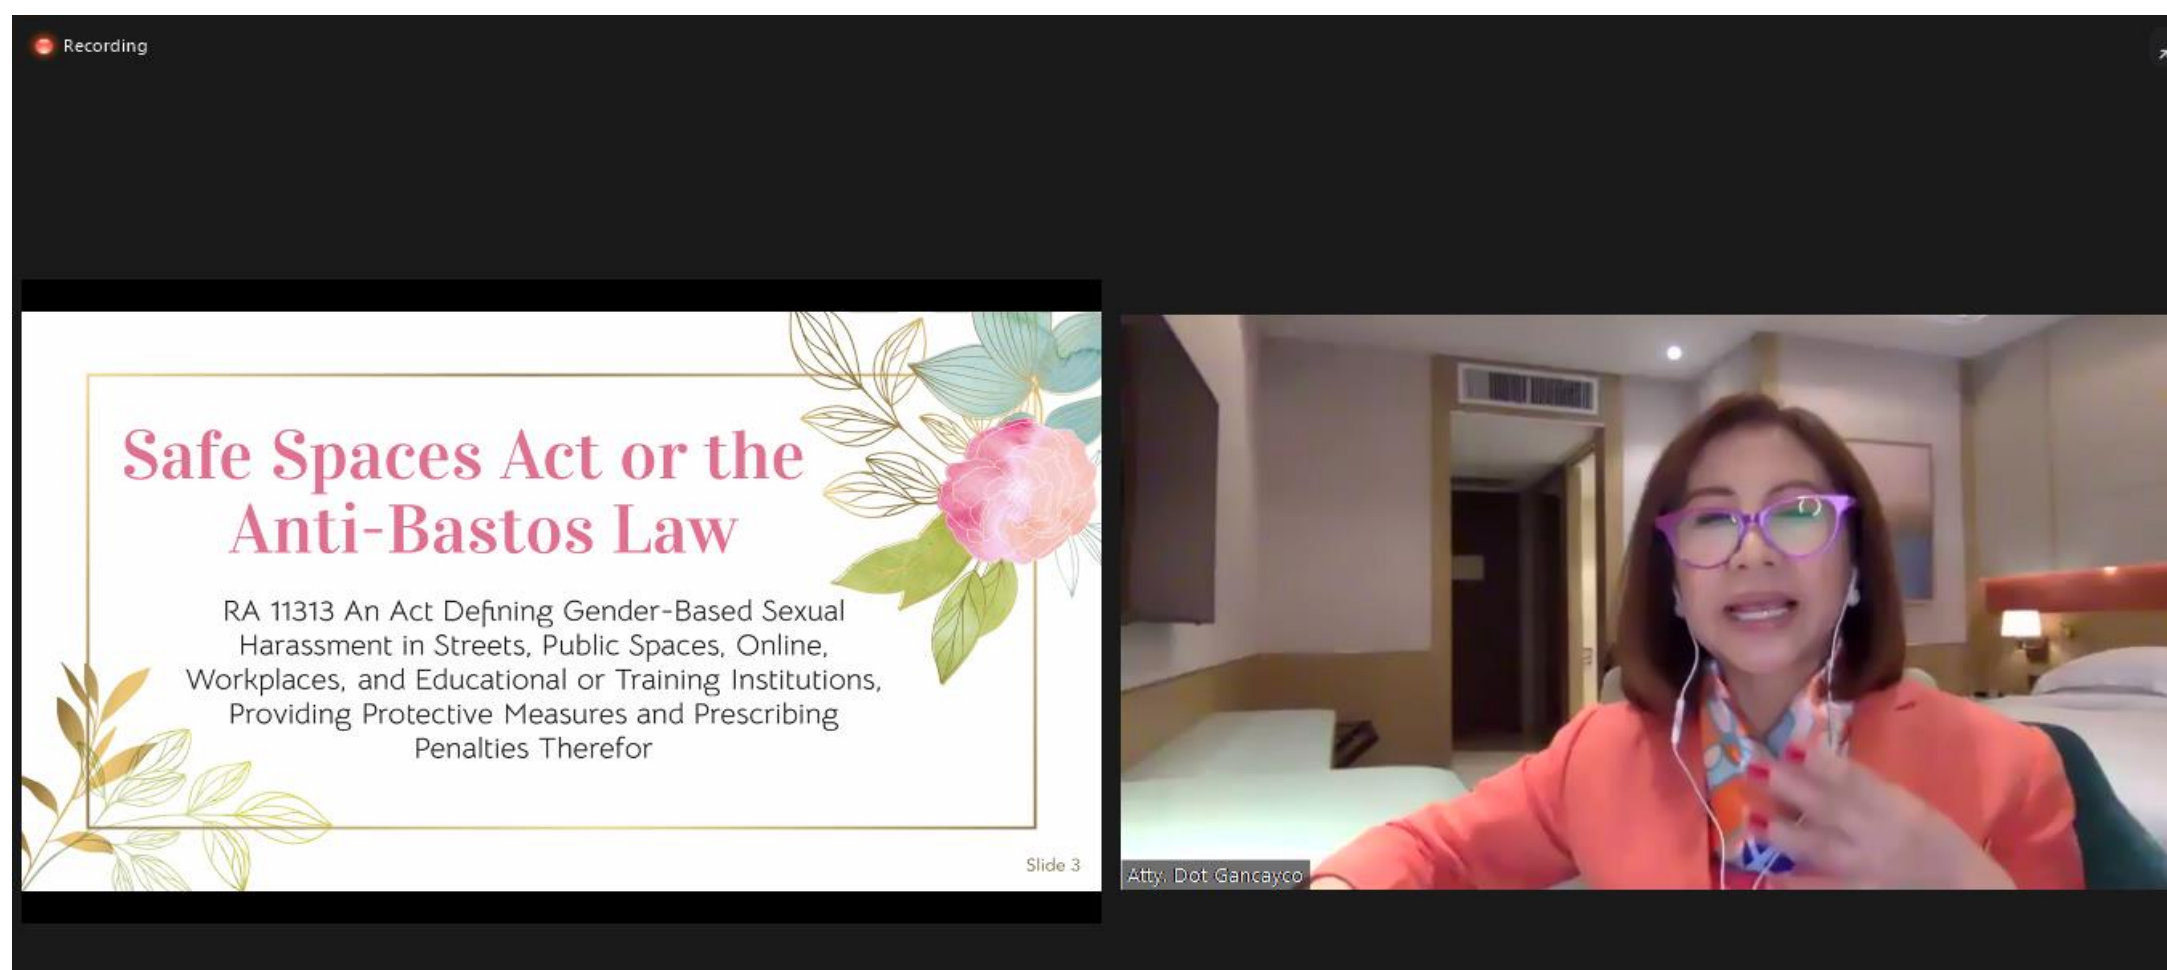 Recording
Safe Spaces Act or the
Anti-Bastos Law
RA 11313 An Act Defining Gender-Based Sexual
Harassment in Streets, Public Spaces, Online,
Workplaces, and Educational or Training Institutions,
Providing Protective Measures and Prescribing
Penalties Therefor
Slide 3
Atty. Dot Gancayco